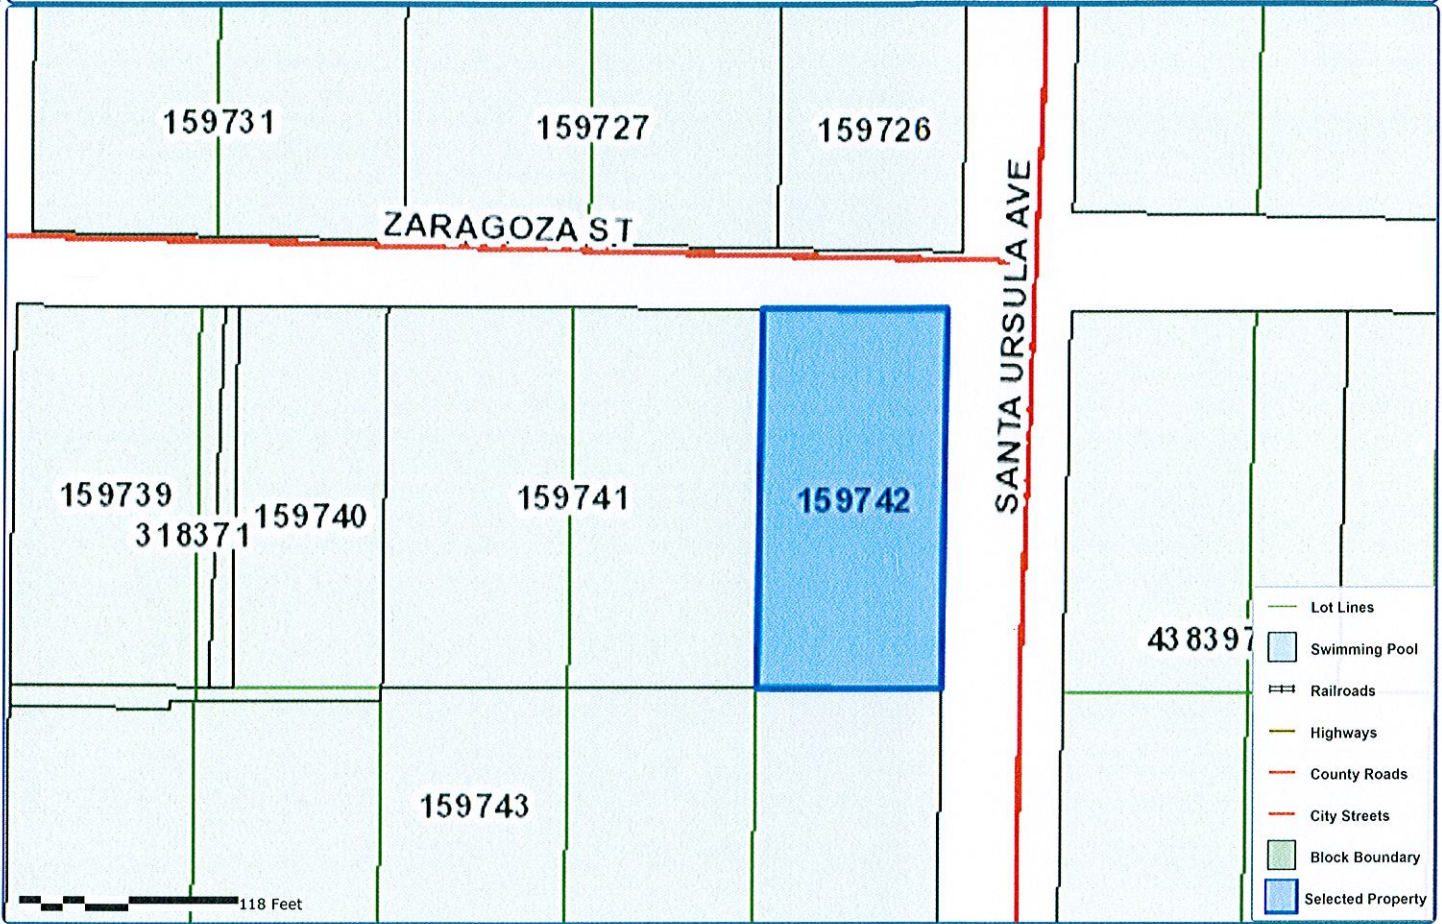 159731
159727
159726
ZARAGOZA ST
SANTA URSULA AVE
159739
318371
159740
159741
159742
438397
159743
118 Feet
Lot Lines
Swimming Pool
Railroads
Highways
County Roads
City Streets
Block Boundary
Selected Property